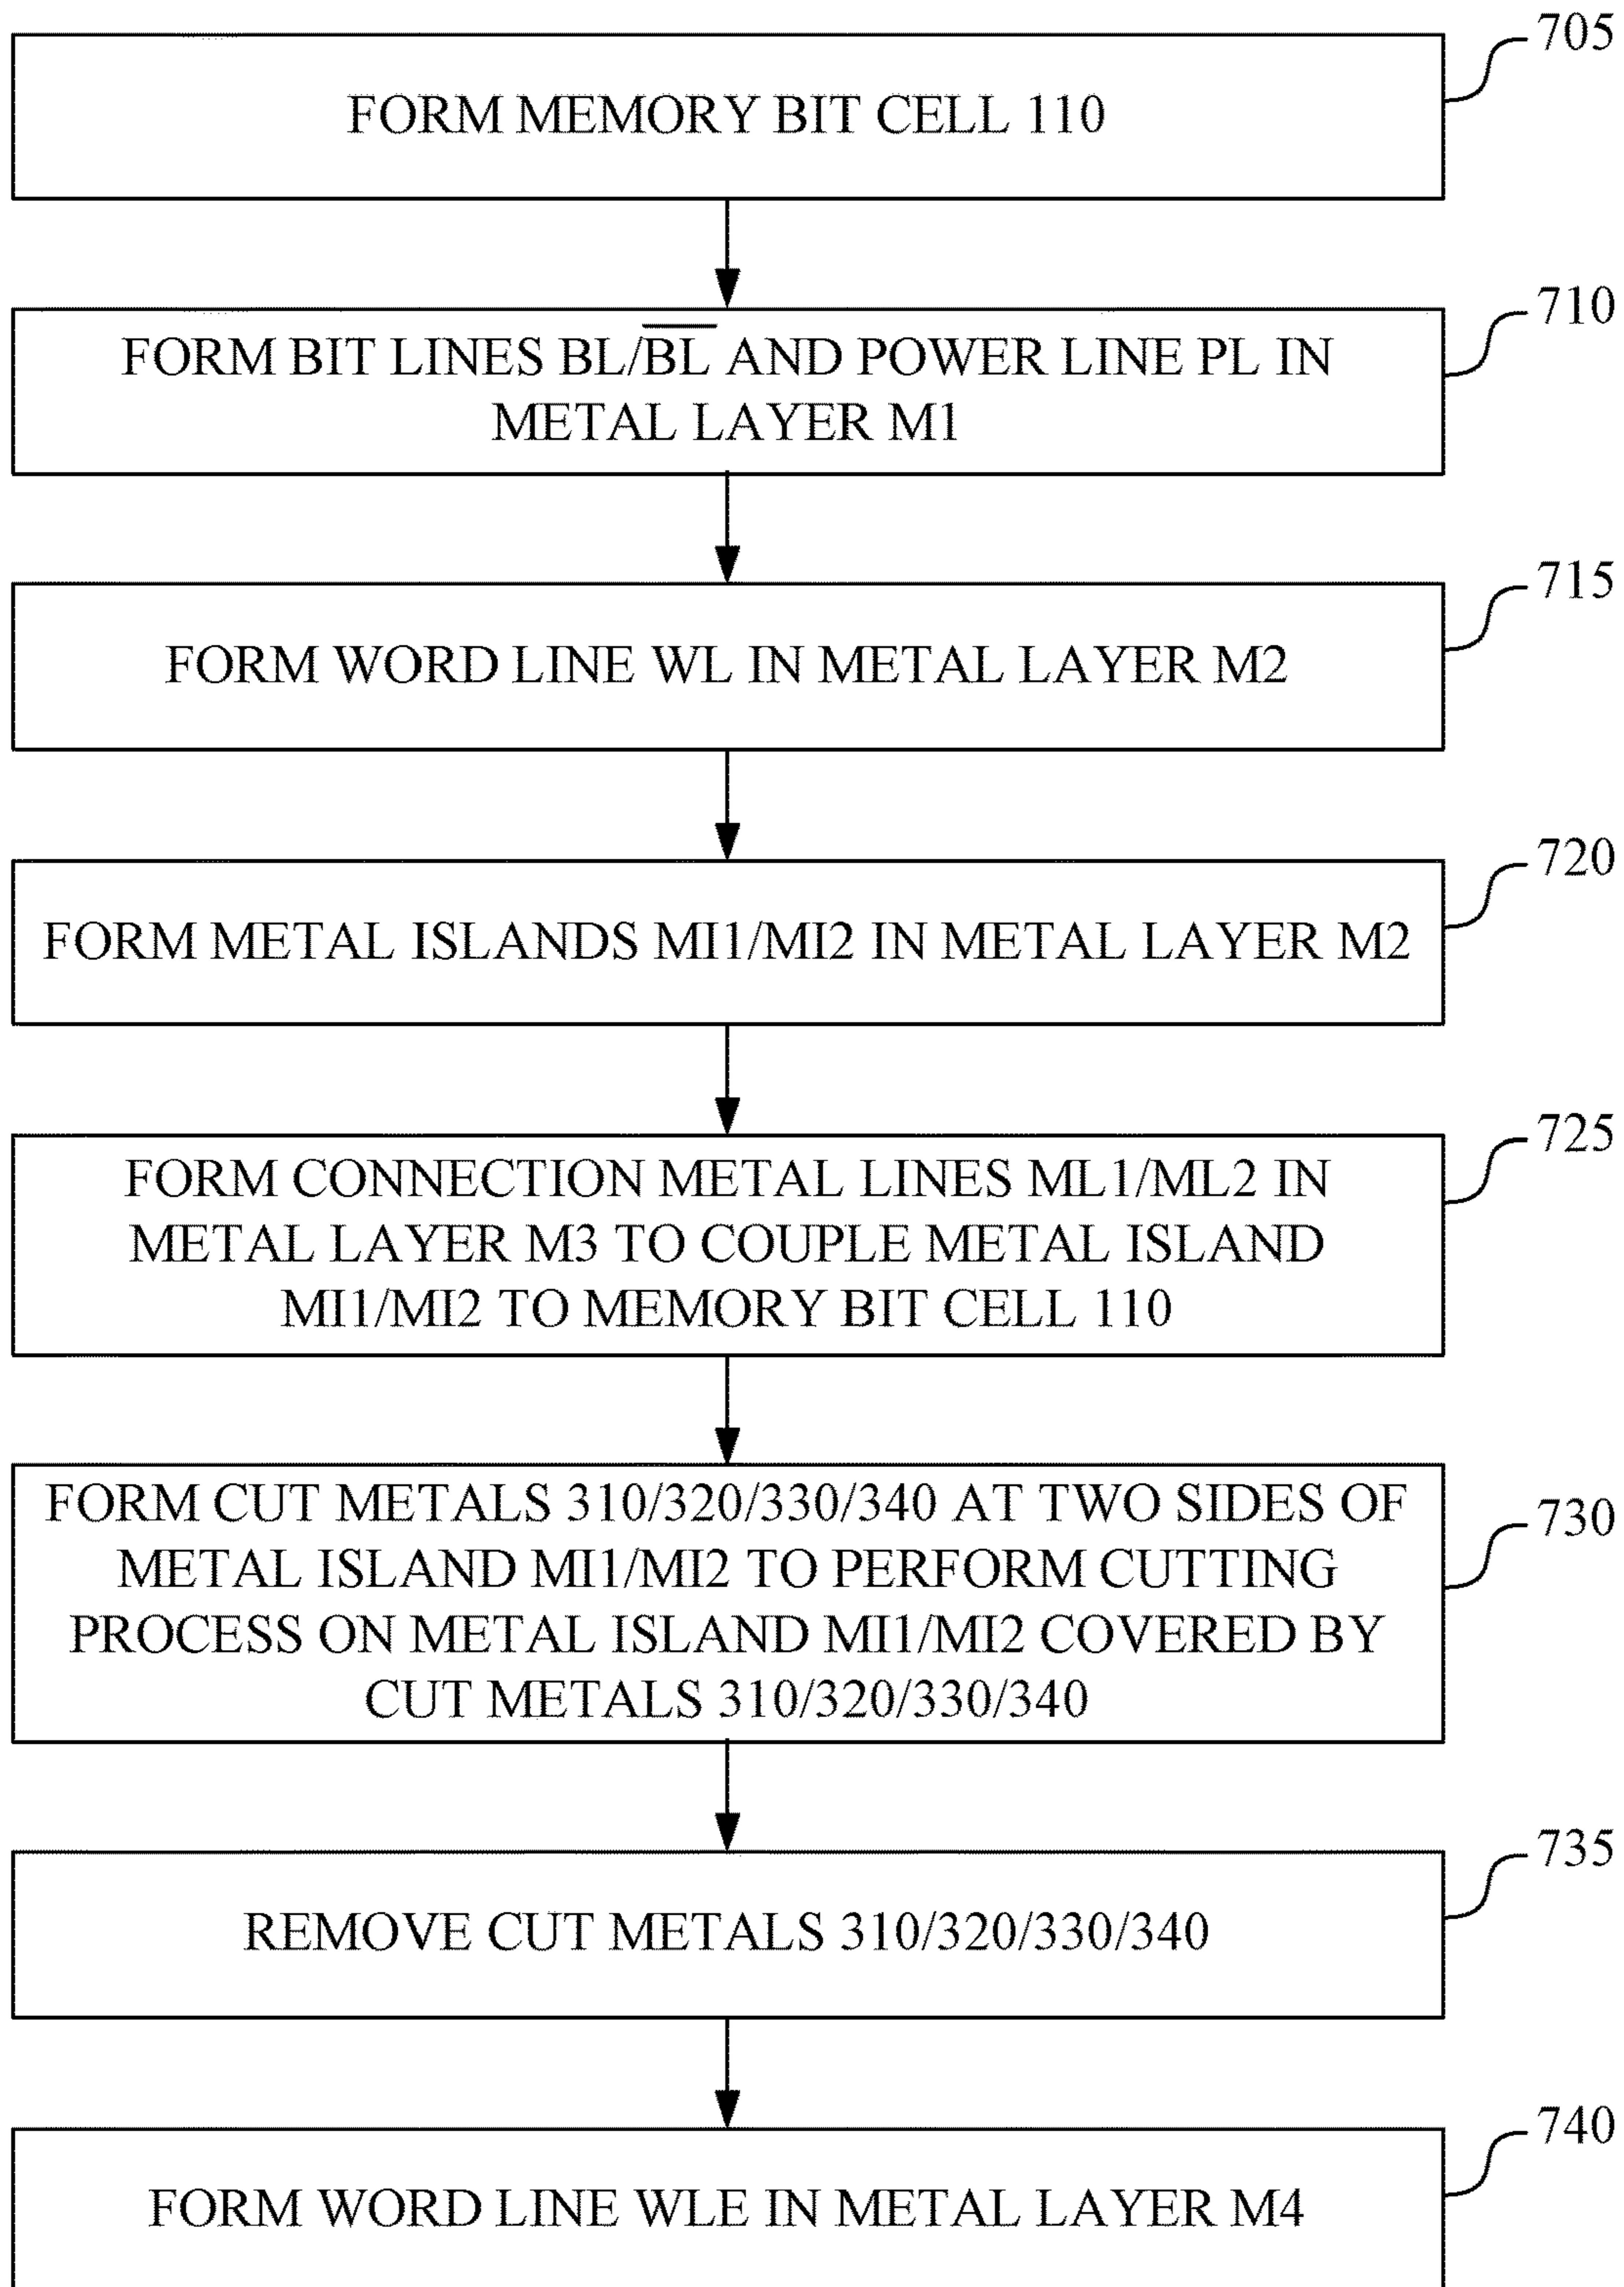 705
FORM MEMORY BIT CELL 110
710
FORM BIT LINES BL/B̅L̅ AND POWER LINE PL IN
METAL LAYER M1
715
FORM WORD LINE WL IN METAL LAYER M2
720
FORM METAL ISLANDS MI1/MI2 IN METAL LAYER M2
725
FORM CONNECTION METAL LINES ML1/ML2 IN
METAL LAYER M3 TO COUPLE METAL ISLAND
MI1/MI2 TO MEMORY BIT CELL 110
730
FORM CUT METALS 310/320/330/340 AT TWO SIDES OF
METAL ISLAND MI1/MI2 TO PERFORM CUTTING
PROCESS ON METAL ISLAND MI1/MI2 COVERED BY
CUT METALS 310/320/330/340
735
REMOVE CUT METALS 310/320/330/340
740
FORM WORD LINE WLE IN METAL LAYER M4